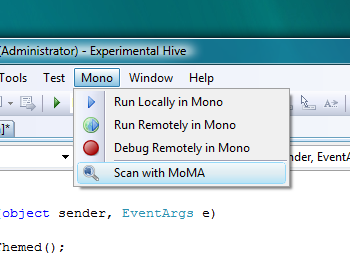 (Administrator) - Experimental Hive
Tools Test Mono Window Help
Run Locally in Mono
Run Remotely in Mono
Debug Remotely in Mono
Scan with MoMA
]*
nder, EventA
(object sender, EventArgs e)
Themed();